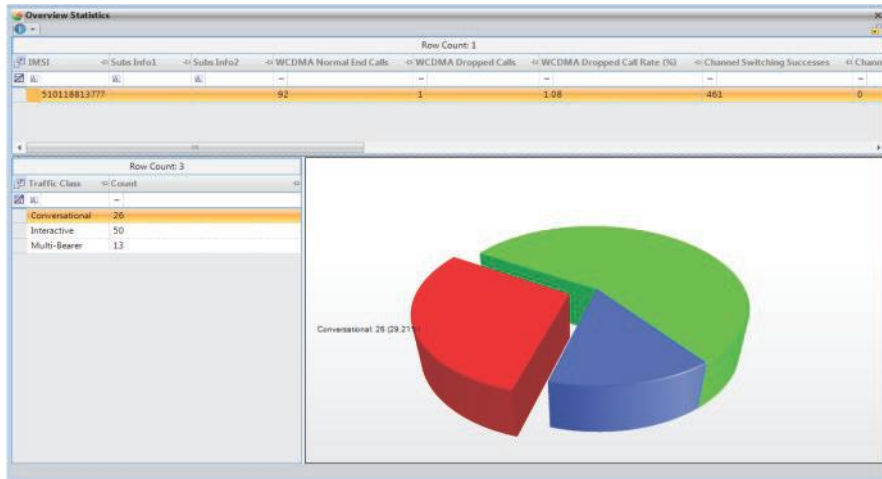 Overview Statistics
Row Count: 1
IMSI Subs Info1 Subs Info2 WCDMA Normal End Calls WCDMA Dropped Calls WCDMA Dropped Call Rate (%) Channel Switching Successes Chann
510118813777 92 1 1.08 461 0
Row Count: 3
Traffic Class Count
Conversational 26
Interactive 50
Multi-Bearer 13
Conversational: 26 (29.21%)